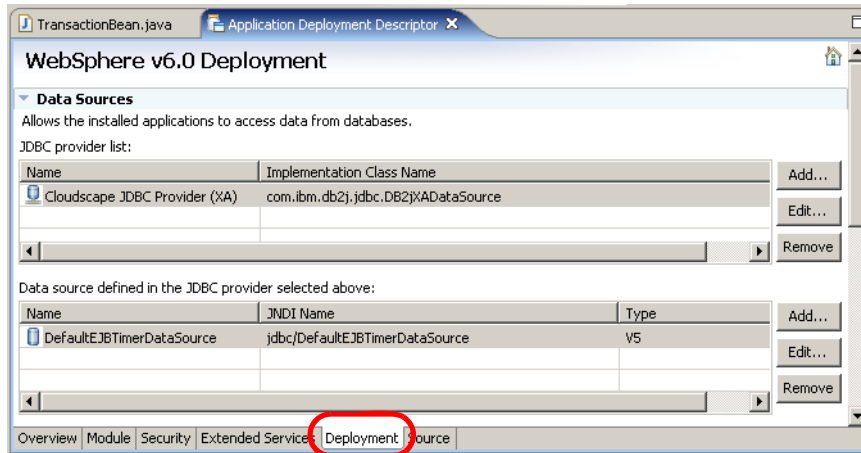 TransactionBean.java Application Deployment Descriptor
WebSphere v6.0 Deployment
Data Sources
Allows the installed applications to access data from databases.
JDBC provider list:
Name Implementation Class Name Add...
Cloudscape JDBC Provider (XA) com.ibm.db2j.jdbc.DB2jXADataSource
Edit...
Remove
Data source defined in the JDBC provider selected above:
Name JNDI Name Type Add...
DefaultEJBTimerDataSource jdbc/DefaultEJBTimerDataSource V5
Edit...
Remove
Overview Module Security Extended Services Deployment Source